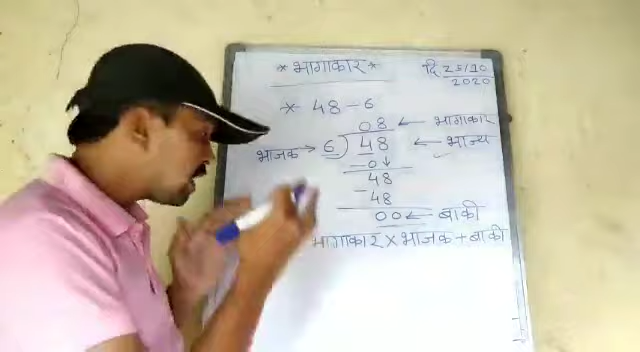 * भागाकार *
दि 25/10
2020
* 48 - 6
08 ← भागाकार
भाजक → 6) 48 ← भाज्य
- 0 ↓
48
- 48
00 ← बाकी
भागाकार × भाजक + बाकी